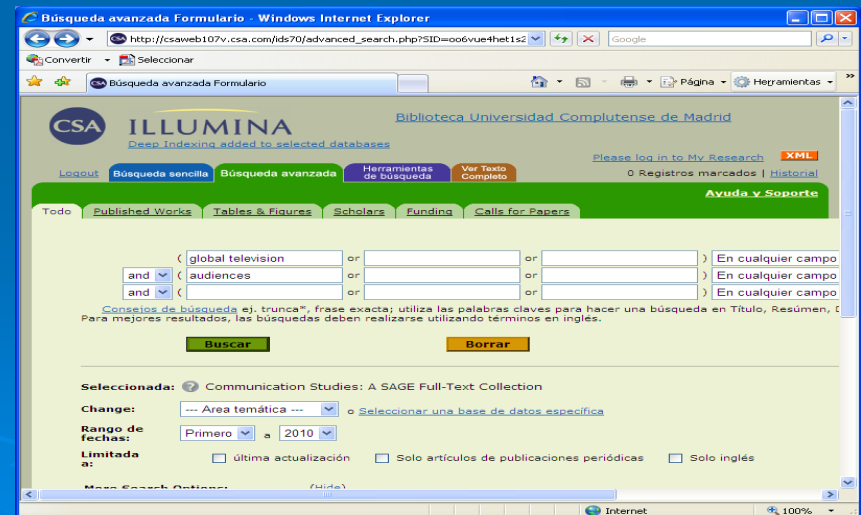 Búsqueda avanzada Formulario - Windows Internet Explorer
http://csaweb107v.csa.com/ids70/advanced_search.php?SID=oo6vue4het1s2 Google
Convertir Seleccionar
Búsqueda avanzada Formulario Página Herramientas »
CSA ILLUMINA Biblioteca Universidad Complutense de Madrid
Deep Indexing added to selected databases
Please log in to My Research XML
Logout Búsqueda sencilla Búsqueda avanzada Herramientas de búsqueda Ver Texto Completo 0 Registros marcados | Historial
Ayuda y Soporte
Todo Published Works Tables & Figures Scholars Funding Calls for Papers
( global television or or ) En cualquier campo
and ( audiences or or ) En cualquier campo
and ( or or ) En cualquier campo
Consejos de búsqueda ej. trunca*, frase exacta; utiliza las palabras claves para hacer una búsqueda en Título, Resúmen,
Para mejores resultados, las búsquedas deben realizarse utilizando términos en inglés.
Buscar Borrar
Seleccionada: ? Communication Studies: A SAGE Full-Text Collection
Change: --- Area temática --- o Seleccionar una base de datos específica
Rango de fechas: Primero a 2010
Limitada a: última actualización Solo artículos de publicaciones periódicas Solo inglés
More Search Options: (Hide)
Internet 100%